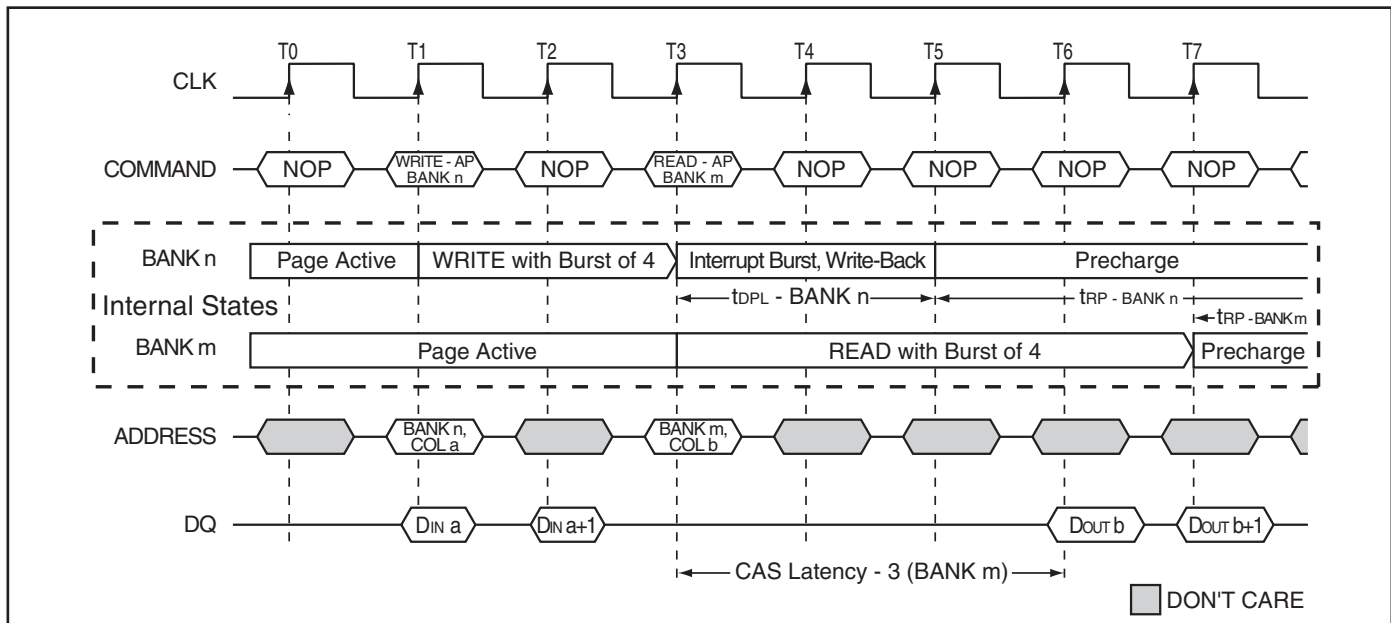 T0 T1 T2 T3 T4 T5 T6 T7
CLK
COMMAND NOP WRITE - AP BANK n NOP READ - AP BANK m NOP NOP NOP NOP
BANK n Page Active WRITE with Burst of 4 Interrupt Burst, Write-Back Precharge
tDPL - BANK n tRP - BANK n
Internal States
tRP - BANK m
BANK m Page Active READ with Burst of 4 Precharge
ADDRESS BANK n, COL a BANK m, COL b
DQ DIN a DIN a+1 DOUT b DOUT b+1
CAS Latency - 3 (BANK m)
DON'T CARE